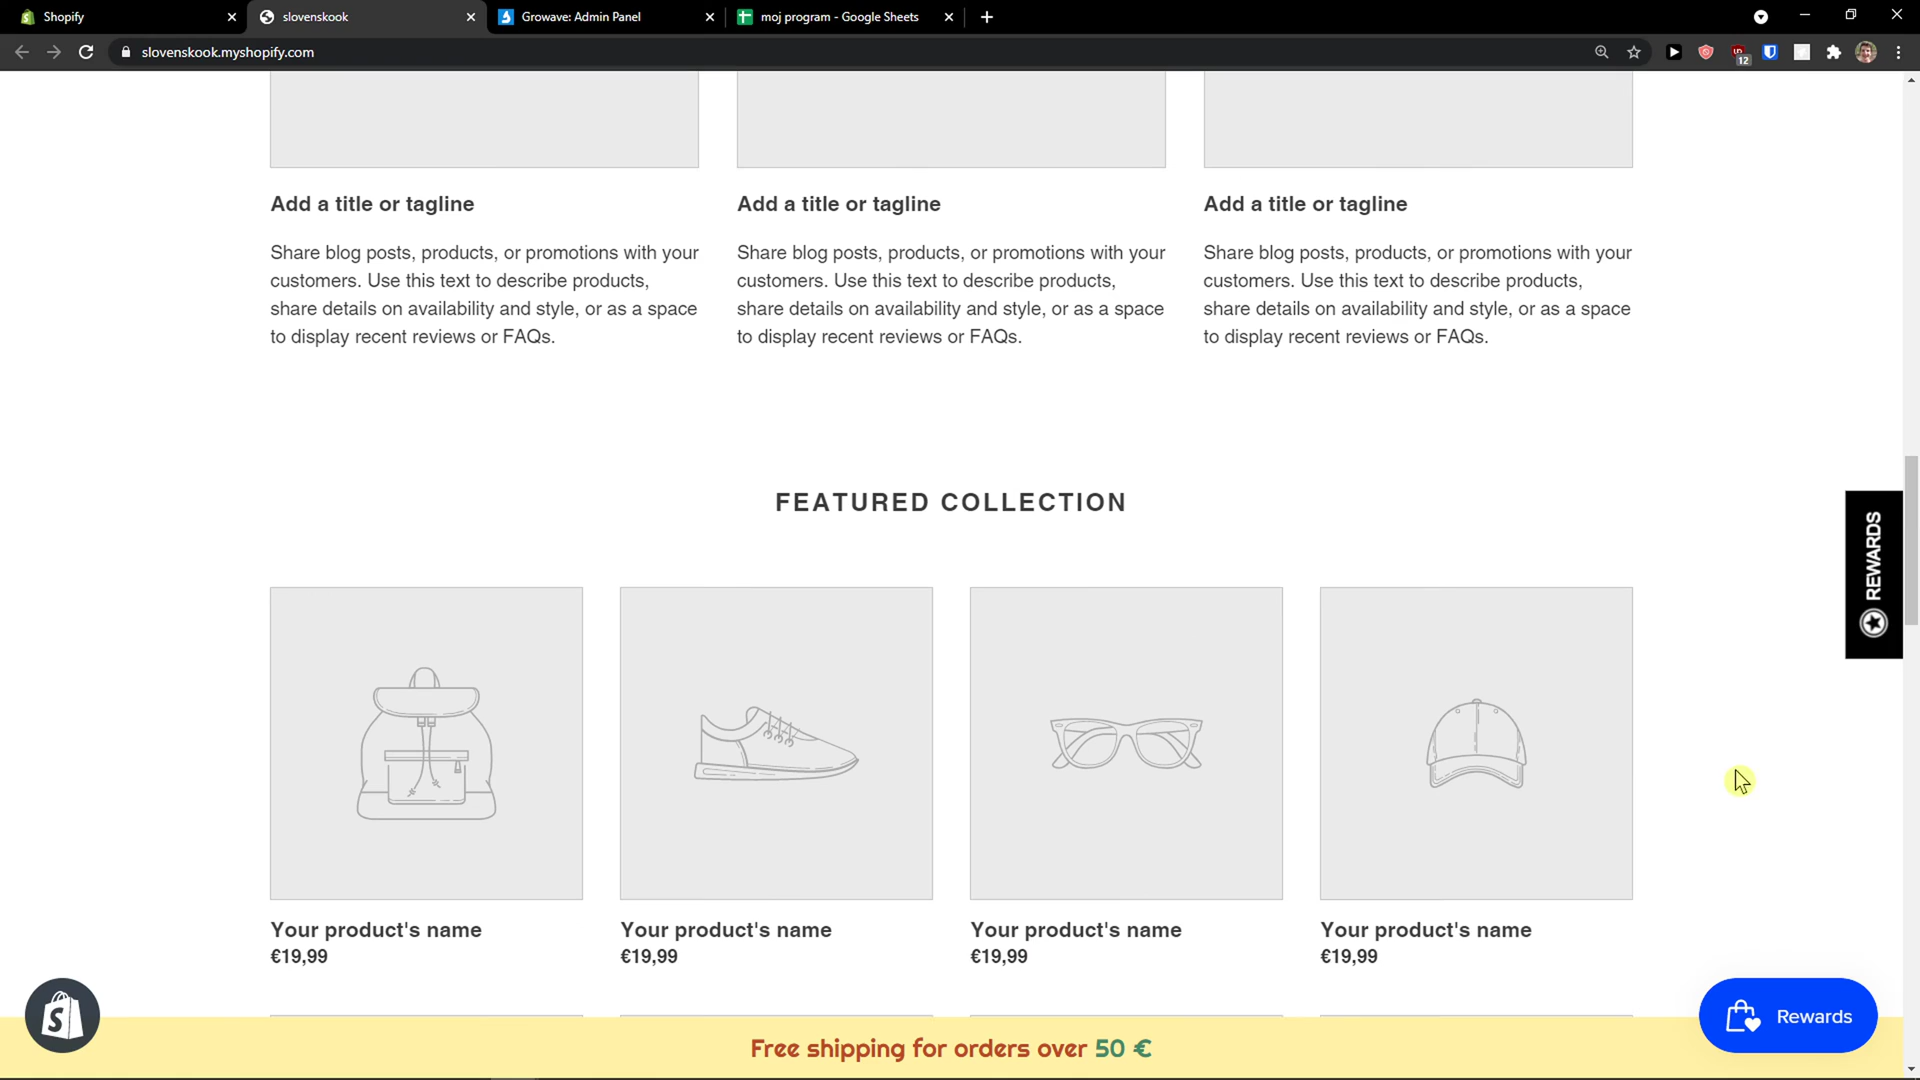 Shopify
slovenskook
Growave: Admin Panel
moj program - Google Sheets
slovenskook.myshopify.com
12
Add a title or tagline
Share blog posts, products, or promotions with your
customers. Use this text to describe products,
share details on availability and style, or as a space
to display recent reviews or FAQs.
Add a title or tagline
Share blog posts, products, or promotions with your
customers. Use this text to describe products,
share details on availability and style, or as a space
to display recent reviews or FAQs.
Add a title or tagline
Share blog posts, products, or promotions with your
customers. Use this text to describe products,
share details on availability and style, or as a space
to display recent reviews or FAQs.
FEATURED COLLECTION
REWARDS
Your product's name
€19,99
Your product's name
€19,99
Your product's name
€19,99
Your product's name
€19,99
Rewards
Free shipping for orders over 50 €